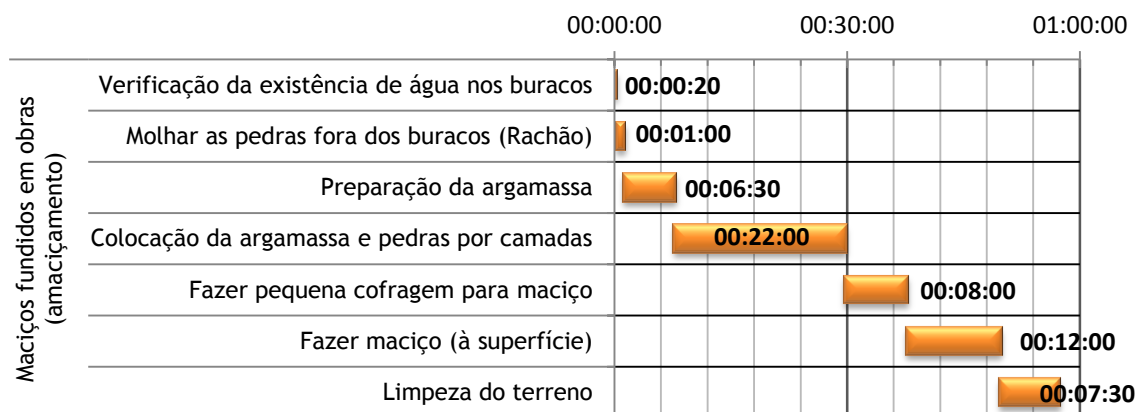 00:00:00 00:30:00 01:00:00
Maciços fundidos em obras
(amaciçamento)
Verificação da existência de água nos buracos 00:00:20
Molhar as pedras fora dos buracos (Rachão) 00:01:00
Preparação da argamassa 00:06:30
Colocação da argamassa e pedras por camadas 00:22:00
Fazer pequena cofragem para maciço 00:08:00
Fazer maciço (à superfície) 00:12:00
Limpeza do terreno 00:07:30